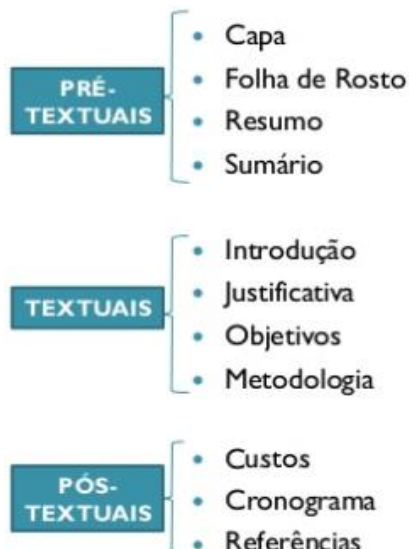 PRÉ-
TEXTUAIS
• Capa
• Folha de Rosto
• Resumo
• Sumário
TEXTUAIS
• Introdução
• Justificativa
• Objetivos
• Metodologia
PÓS-
TEXTUAIS
• Custos
• Cronograma
• Referências